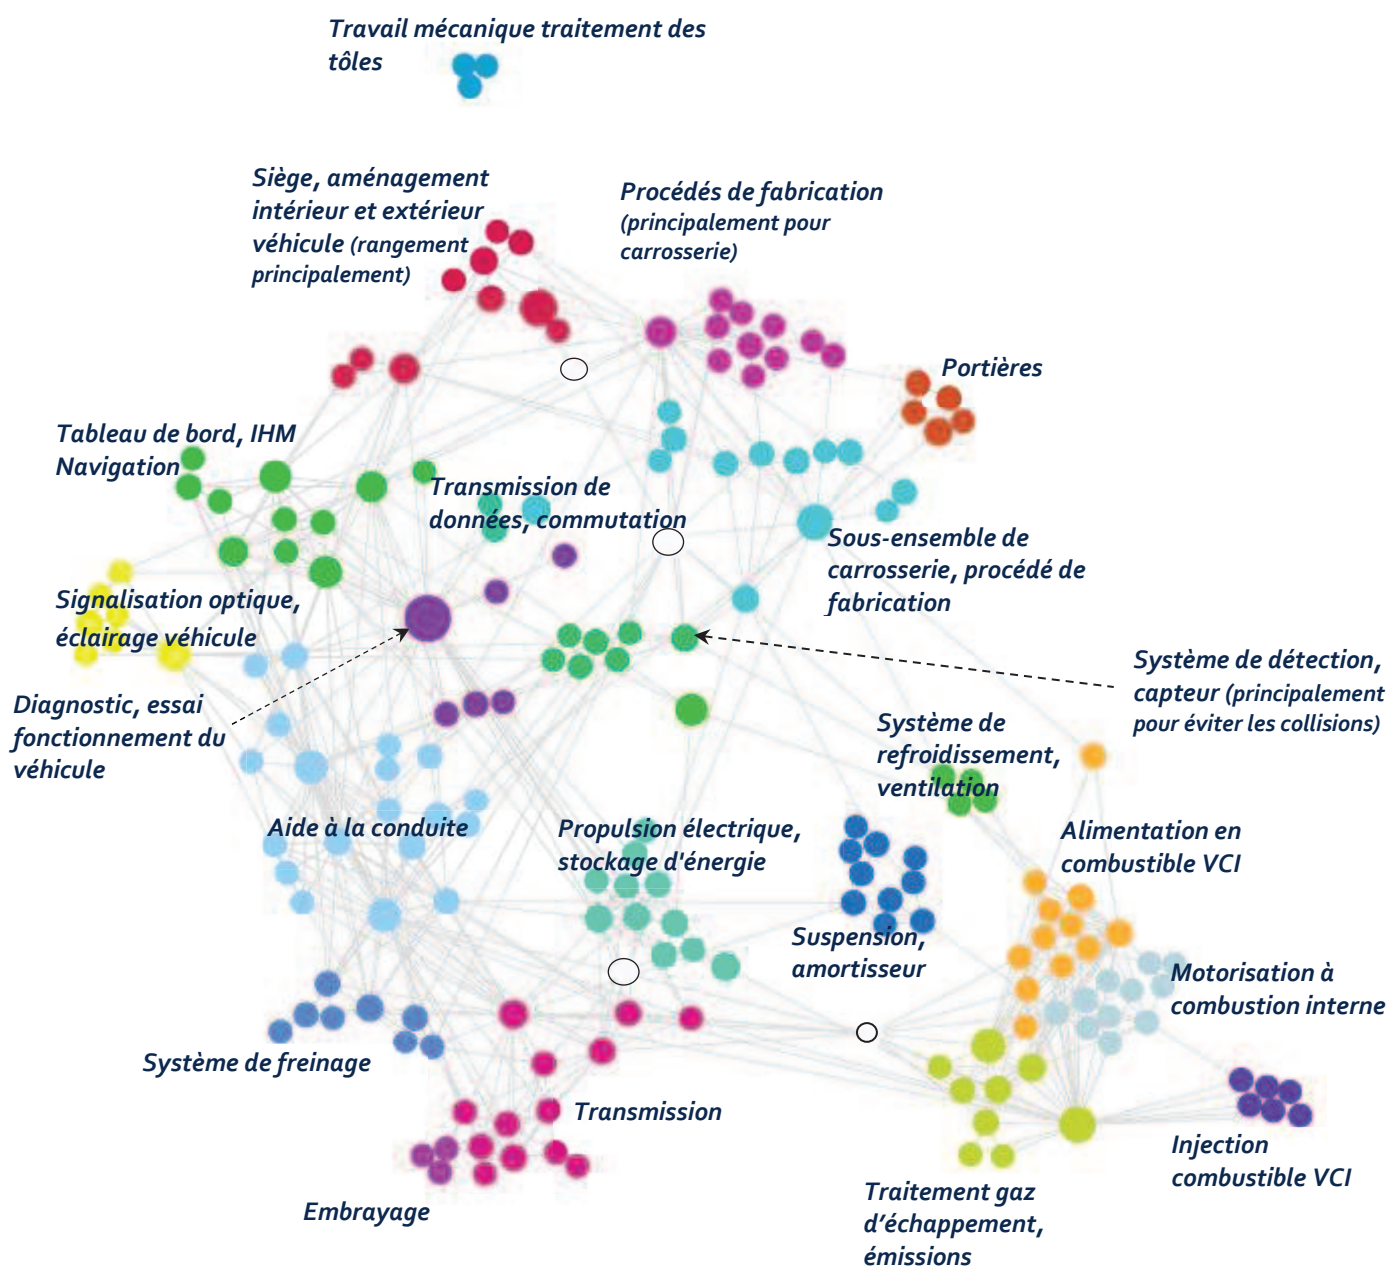 Travail mécanique traitement des
tôles
Siège, aménagement
intérieur et extérieur
véhicule (rangement
principalement)
Procédés de fabrication
(principalement pour
carrosserie)
Portières
Tableau de bord, IHM
Navigation
Transmission de
données, commutation
Sous-ensemble de
carrosserie, procédé de
fabrication
Signalisation optique,
éclairage véhicule
Système de détection,
capteur (principalement
pour éviter les collisions)
Diagnostic, essai
fonctionnement du
véhicule
Système de
refroidissement,
ventilation
Aide à la conduite
Propulsion électrique,
stockage d'énergie
Alimentation en
combustible VCI
Suspension,
amortisseur
Motorisation à
combustion interne
Système de freinage
Transmission
Injection
combustible VCI
Embrayage
Traitement gaz
d’échappement,
émissions